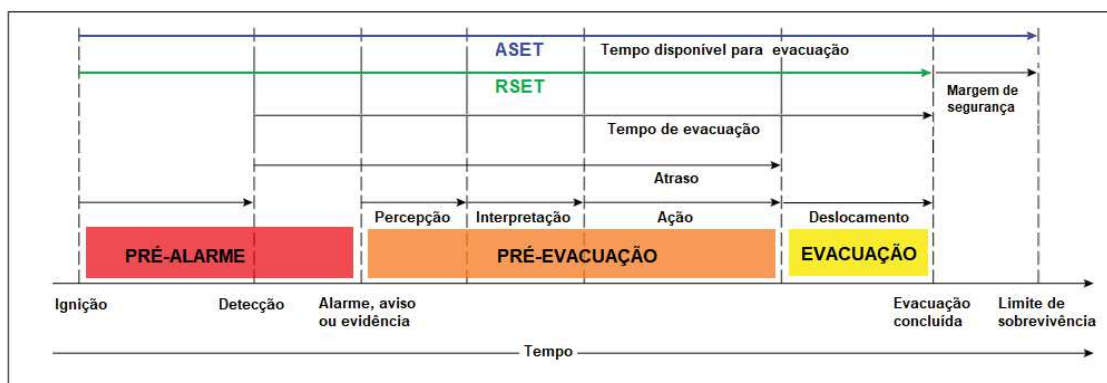 ASET
Tempo disponível para evacuação
RSET
Margem de
segurança
Tempo de evacuação
Atraso
Percepção
Interpretação
Ação
Deslocamento
PRÉ-ALARME
PRÉ-EVACUAÇÃO
EVACUAÇÃO
Ignição
Detecção
Alarme, aviso
ou evidência
Evacuação
concluída
Limite de
sobrevivência
Tempo